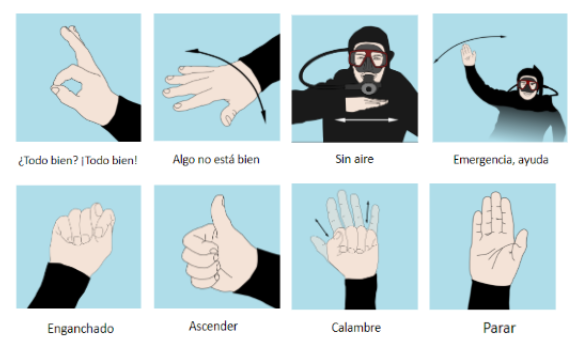 ¿Todo bien? ¡Todo bien!
Algo no está bien
Sin aire
Emergencia, ayuda
Enganchado
Ascender
Calambre
Parar